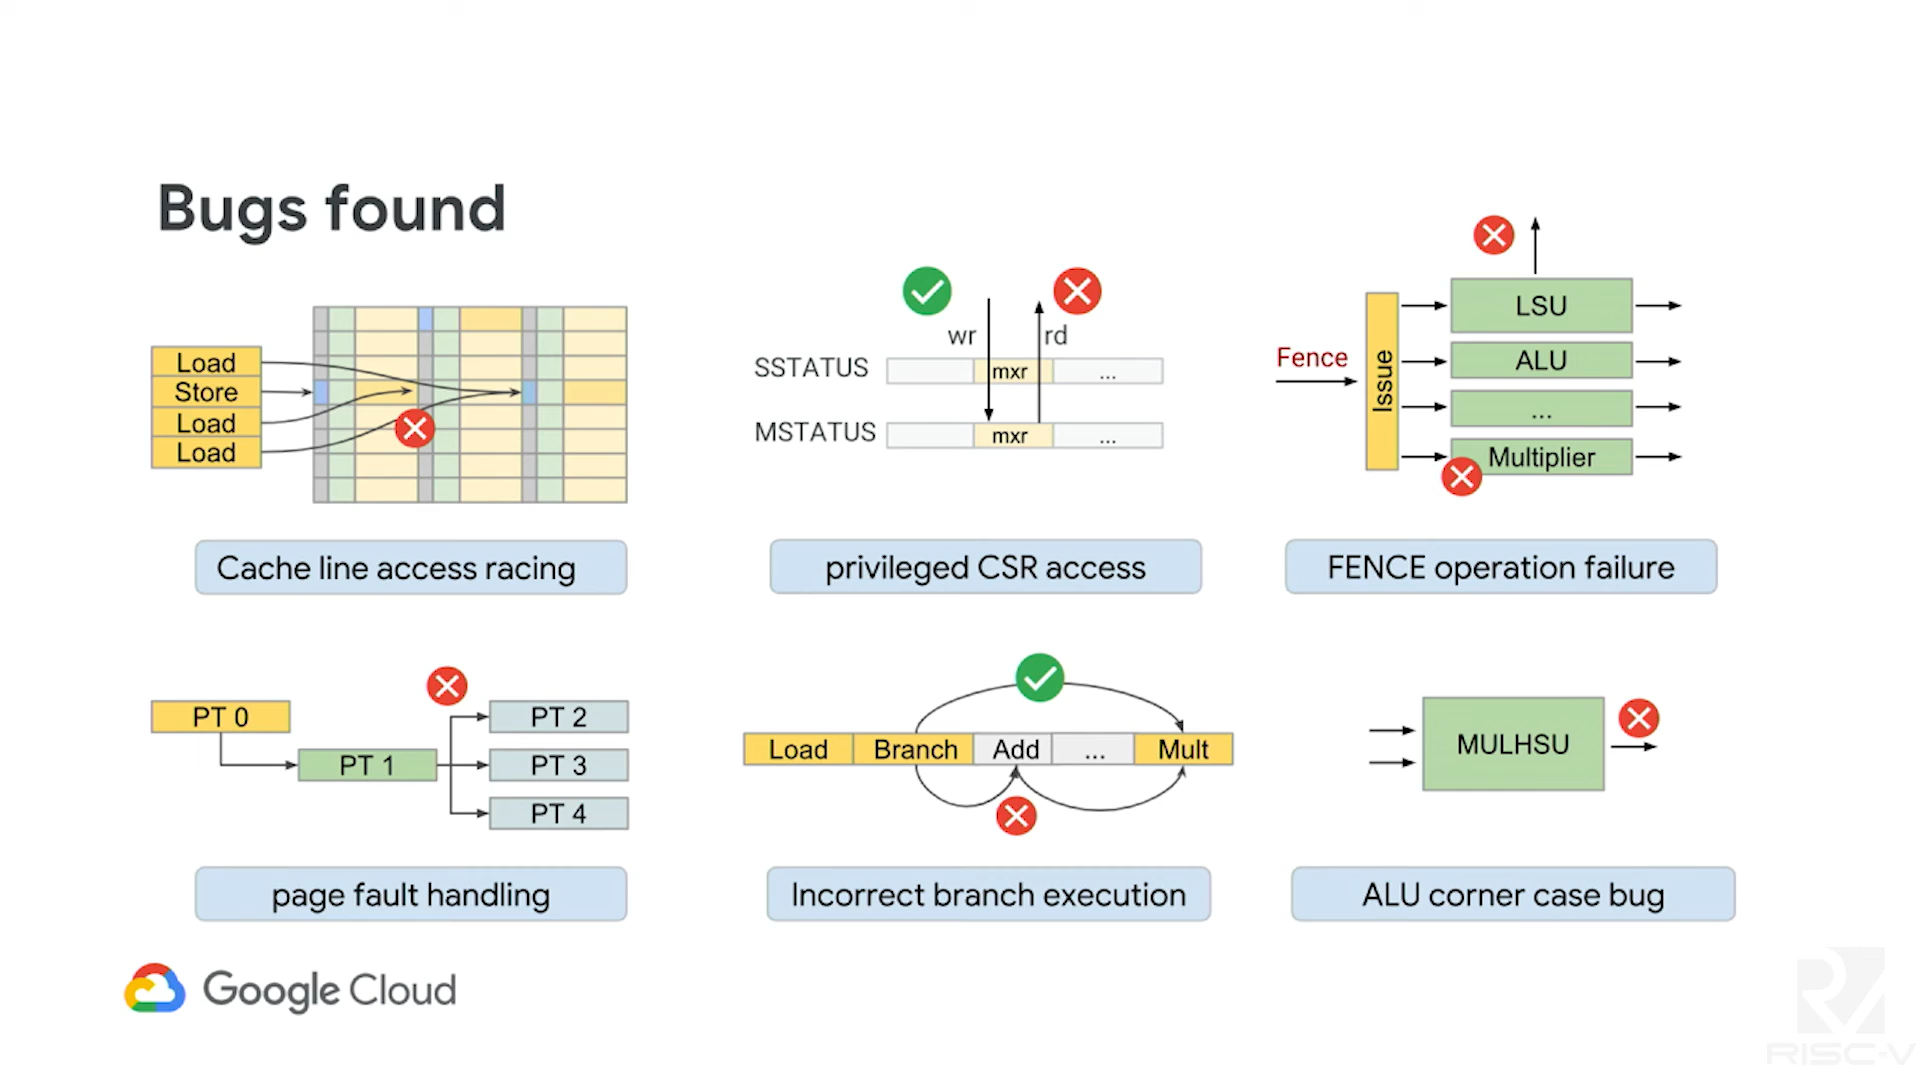 Bugs found
Load
Store
Load
Load
Cache line access racing
wr
rd
SSTATUS
mxr
...
MSTATUS
mxr
...
privileged CSR access
Fence
Issue
LSU
ALU
...
Multiplier
FENCE operation failure
PT 0
PT 1
PT 2
PT 3
PT 4
page fault handling
Load
Branch
Add
...
Mult
Incorrect branch execution
MULHSU
ALU corner case bug
Google Cloud
RISC-V